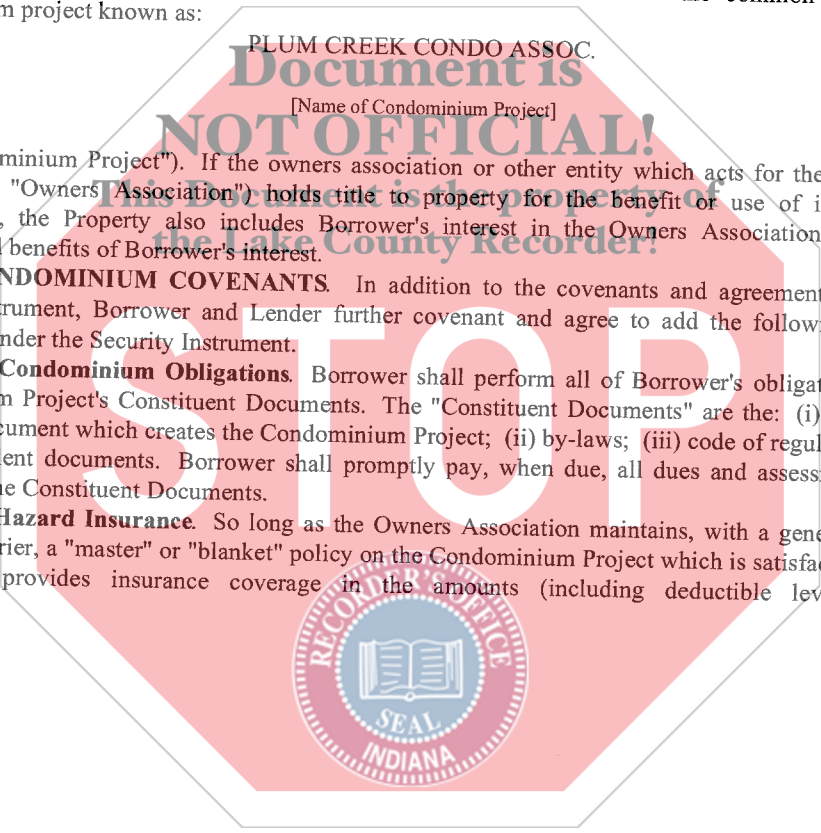 m project known as:
PLUM CREEK CONDO ASSOC.
Document is
[Name of Condominium Project]
NOT OFFICIAL!
minium Project"). If the owners association or other entity which acts for the
"Owners Association") holds title to property for the benefit or use of i
This Document is the property of
, the Property also includes Borrower's interest in the Owners Association
the Lake County Recorder!
benefits of Borrower's interest.
NDOMINIUM COVENANTS. In addition to the covenants and agreement
trument, Borrower and Lender further covenant and agree to add the follow
nder the Security Instrument.
STOP
Condominium Obligations. Borrower shall perform all of Borrower's obligat
m Project's Constituent Documents. The "Constituent Documents" are the: (i)
cument which creates the Condominium Project; (ii) by-laws; (iii) code of regul
ent documents. Borrower shall promptly pay, when due, all dues and assess
e Constituent Documents.
Hazard Insurance. So long as the Owners Association maintains, with a gene
rier, a "master" or "blanket" policy on the Condominium Project which is satisfa
provides insurance coverage in the amounts (including deductible lev
RECORDER'S OFFICE
SEAL
INDIANA